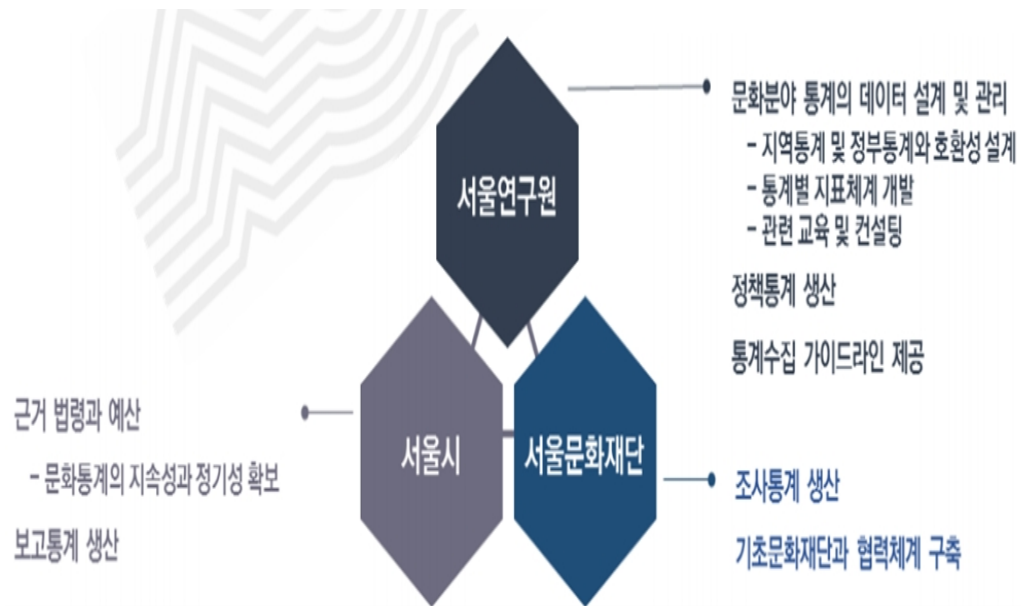 서울연구원
문화분야 통계의 데이터 설계 및 관리
- 지역통계 및 정부통계와 호환성 설계
- 통계별 지표체계 개발
- 관련 교육 및 컨설팅
정책통계 생산
통계수집 가이드라인 제공
서울시
근거 법령과 예산
- 문화통계의 지속성과 정기성 확보
보고통계 생산
서울문화재단
조사통계 생산
기초문화재단과 협력체계 구축